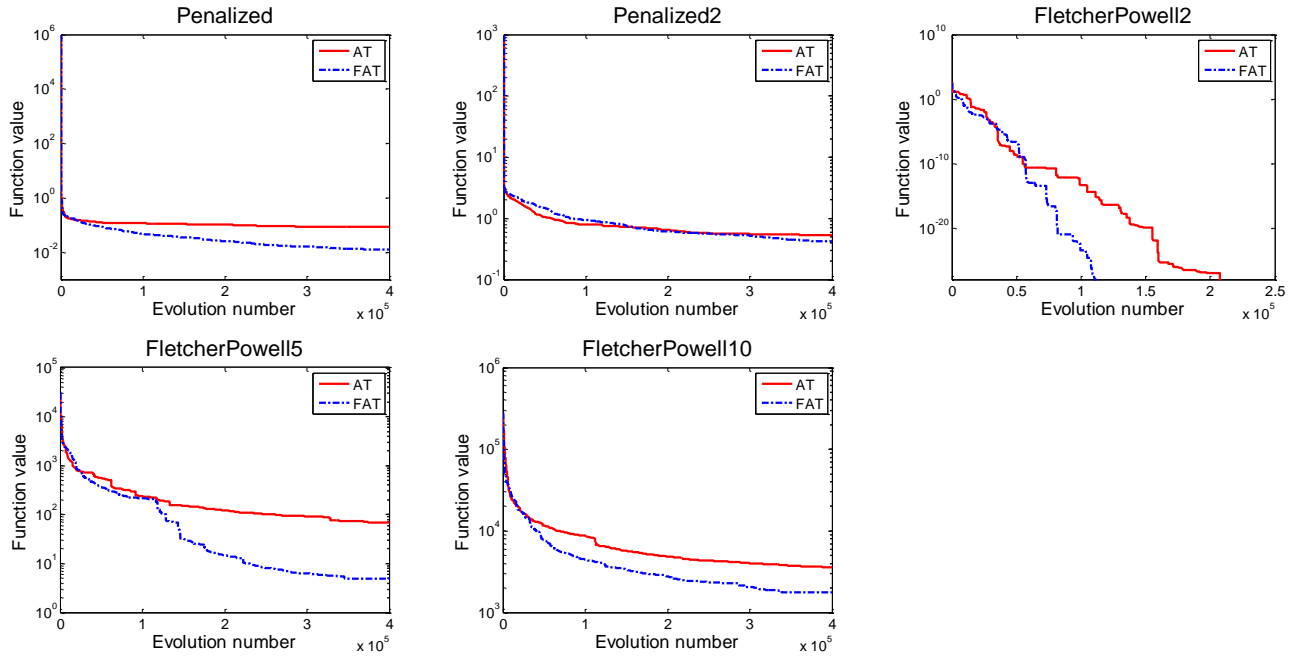 Penalized
10^6
10^4
10^2
10^0
10^-2
Function value
AT
FAT
0 1 2 3 4
Evolution number
x 10^5
Penalized2
10^3
10^2
10^1
10^0
10^-1
Function value
AT
FAT
0 1 2 3 4
Evolution number
x 10^5
FletcherPowell2
10^10
10^0
10^-10
10^-20
Function value
AT
FAT
0 0.5 1 1.5 2 2.5
Evolution number
x 10^5
FletcherPowell5
10^5
10^4
10^3
10^2
10^1
10^0
Function value
AT
FAT
0 1 2 3 4
Evolution number
x 10^5
FletcherPowell10
10^6
10^5
10^4
10^3
Function value
AT
FAT
0 1 2 3 4
Evolution number
x 10^5